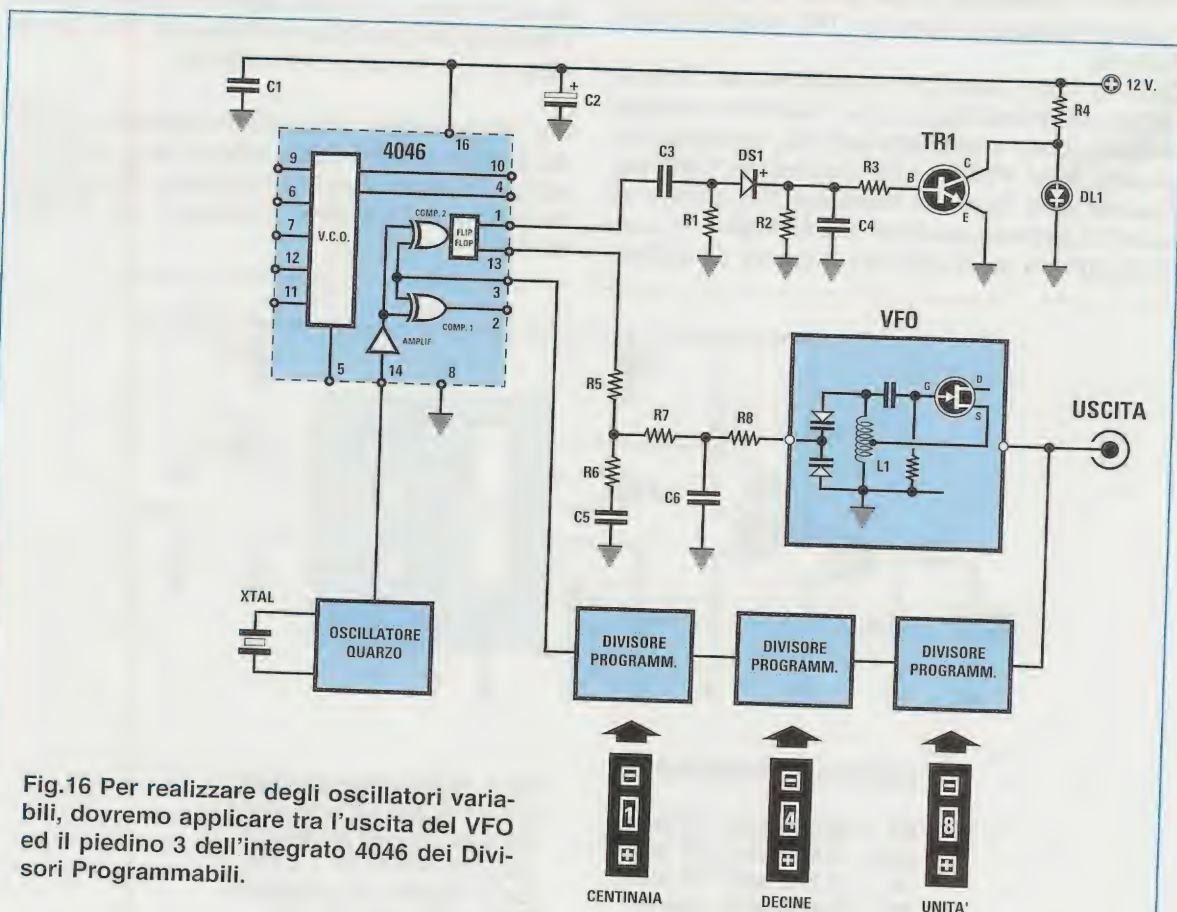 C1
+
C2
12 V.
R4
4046
16
9
10
6
4
7
V.C.O.
12
11
COMP. 2
FLIP
FLOP
1
13
3
COMP. 1
2
AMPLIF
5
14
8
C3
DS1
+
R3
TR1
B
C
E
R1
R2
C4
DL1
VFO
G
D
S
L1
USCITA
R5
R7
R8
R6
C6
C5
XTAL
OSCILLATORE
QUARZO
DIVISORE
PROGRAMM.
DIVISORE
PROGRAMM.
DIVISORE
PROGRAMM.
1
4
8
CENTINAIA
DECINE
UNITA'
Fig.16 Per realizzare degli oscillatori varia-
bili, dovremo applicare tra l'uscita del VFO
ed il piedino 3 dell'integrato 4046 dei Divi-
sori Programmabili.